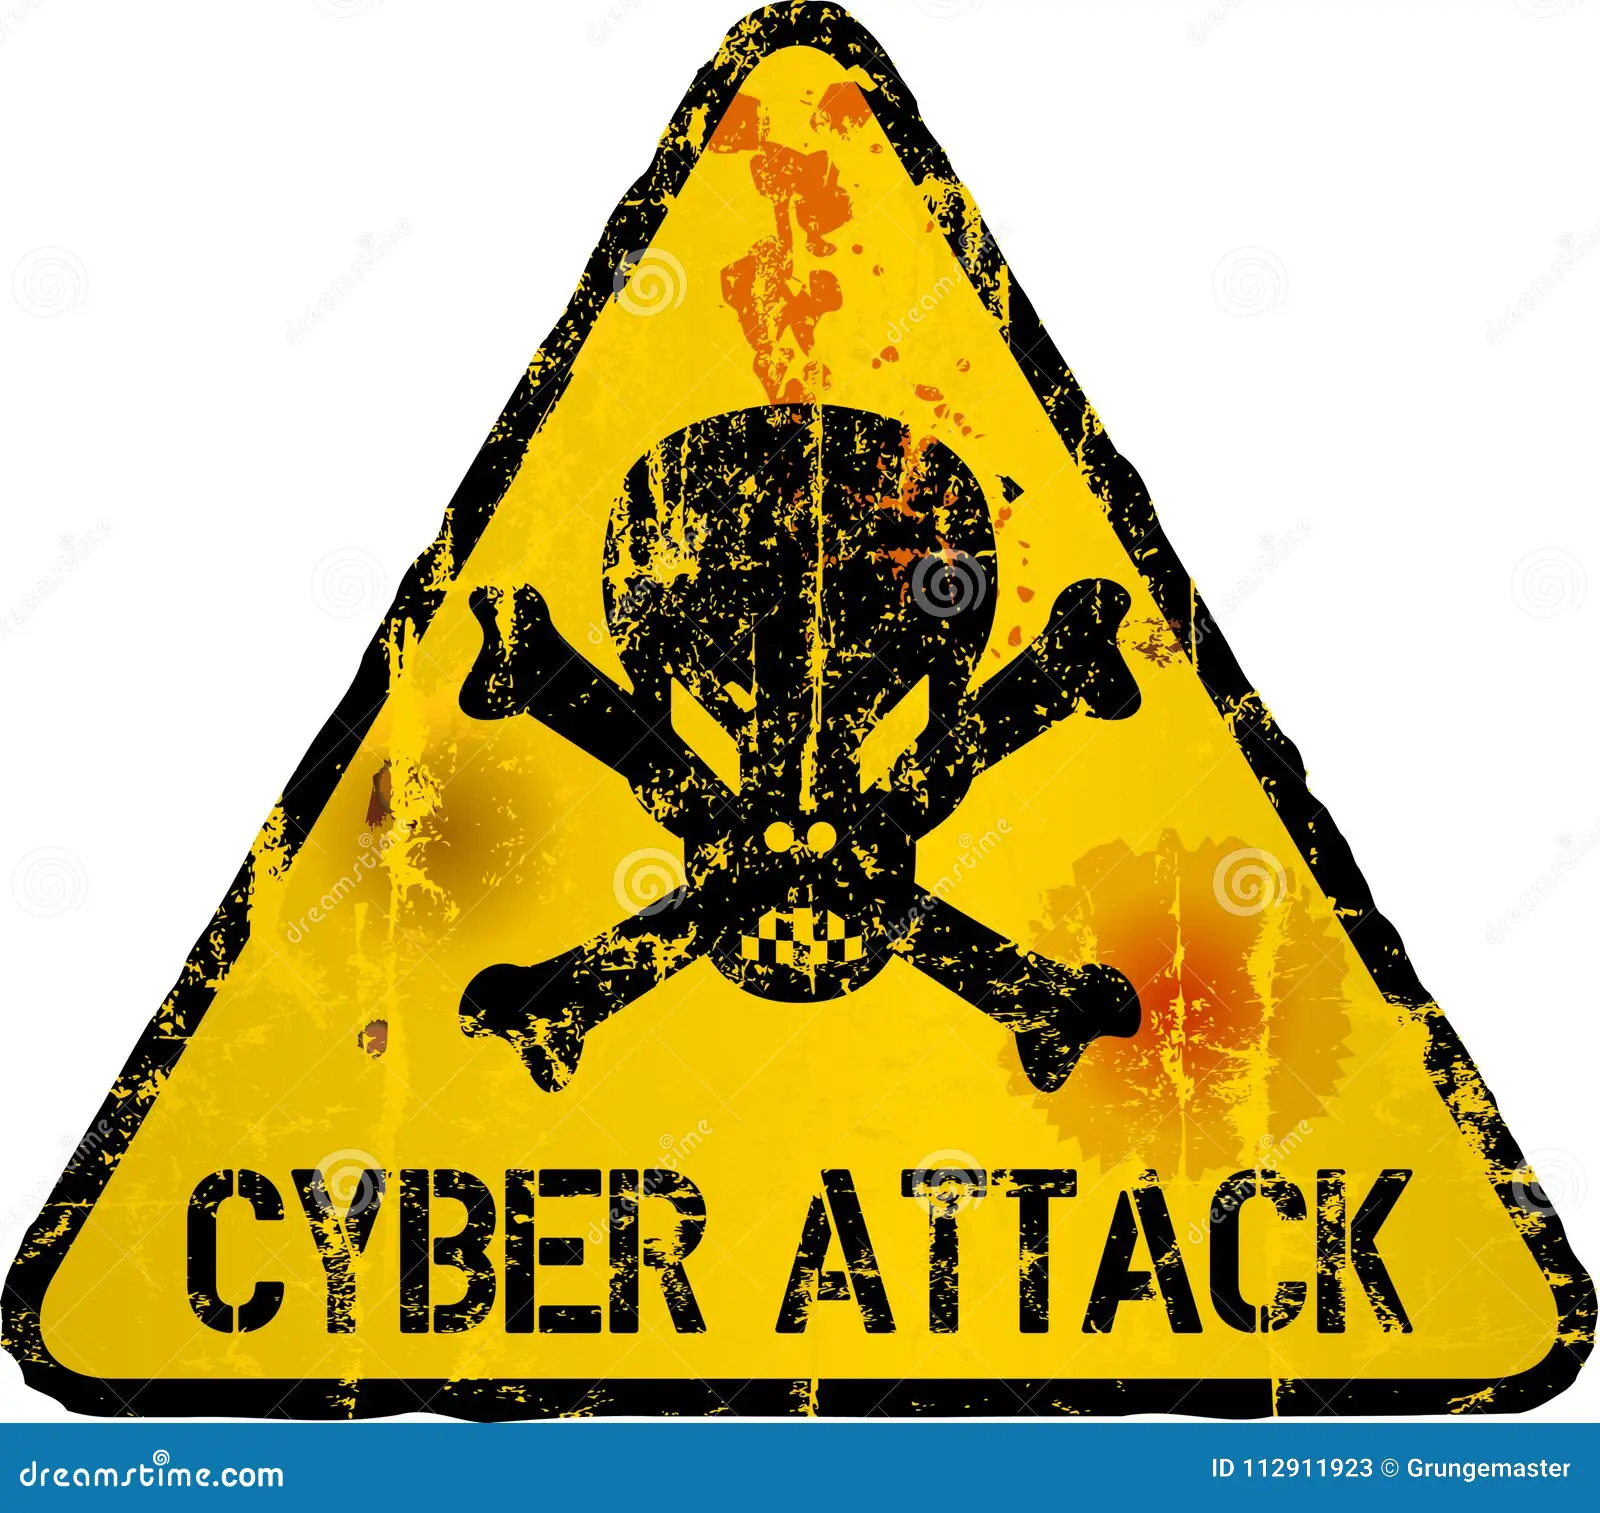 CYBER ATTACK
dreamstime.com
ID 112911923 © Grungemaster